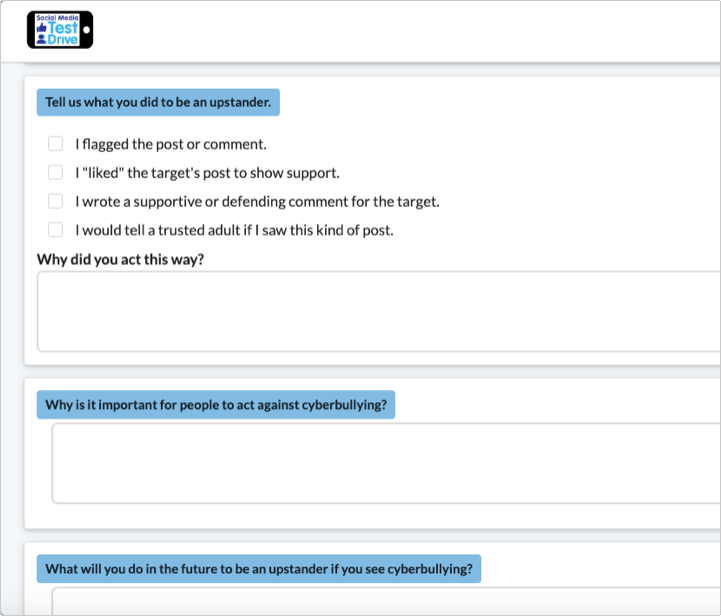 Social Media
Test
Drive
Tell us what you did to be an upstander.
I flagged the post or comment.
I "liked" the target's post to show support.
I wrote a supportive or defending comment for the target.
I would tell a trusted adult if I saw this kind of post.
Why did you act this way?
Why is it important for people to act against cyberbullying?
What will you do in the future to be an upstander if you see cyberbullying?